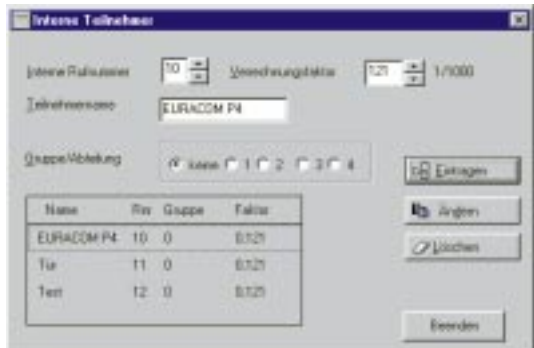 Interne Teilnehmer
Interne Rufnummer 10 Verrechnungsfaktor 121 1/1000
Teilnehmername EURACOM P4
Gruppe/Abteilung keine 1 2 3 4
Eintragen
Name Rnr Gruppe Faktor
Ändern
EURACOM P4 10 0 0,121
Löschen
Tür 11 0 0,121
Test 12 0 0,121
Beenden